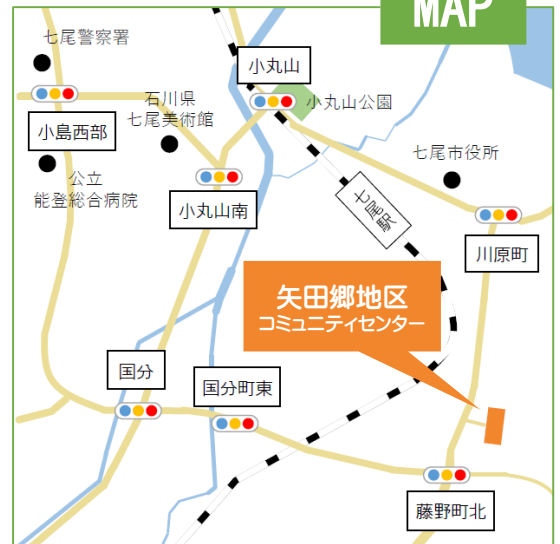 MAP
七尾警察署
小丸山
石川県
七尾美術館
小丸山公園
小島西部
七尾市役所
公立
能登総合病院
小丸山南
七尾駅
川原町
矢田郷地区
コミュニティセンター
国分
国分町東
藤野町北